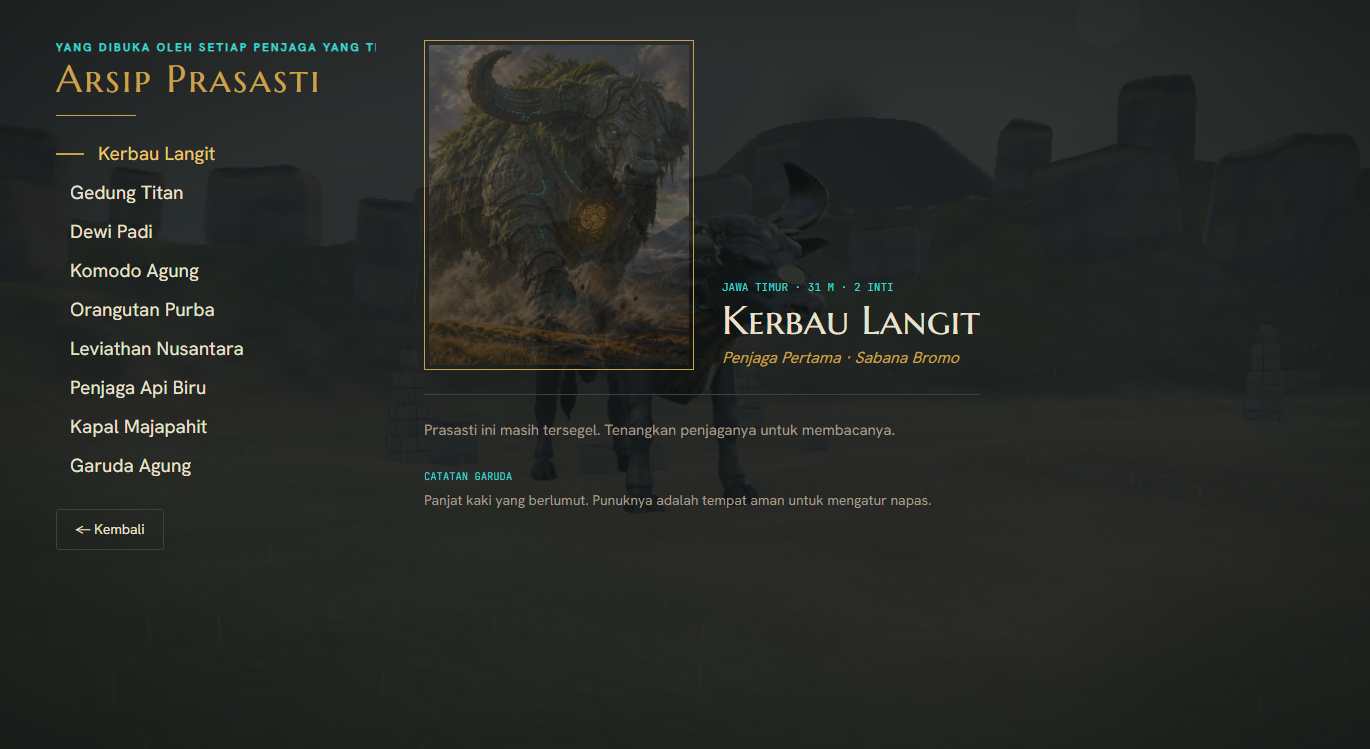 YANG DIBUKA OLEH SETIAP PENJAGA YANG
Arsip Prasasti
Kerbau Langit
Gedung Titan
Dewi Padi
Komodo Agung
Orangutan Purba
Leviathan Nusantara
Penjaga Api Biru
Kapal Majapahit
Garuda Agung
← Kembali
JAWA TIMUR · 31 M · 2 INTI
Kerbau Langit
Penjaga Pertama · Sabana Bromo
Prasasti ini masih tersegel. Tenangkan penjaganya untuk membacanya.
CATATAN GARUDA
Panjat kaki yang berlumut. Punuknya adalah tempat aman untuk mengatur napas.